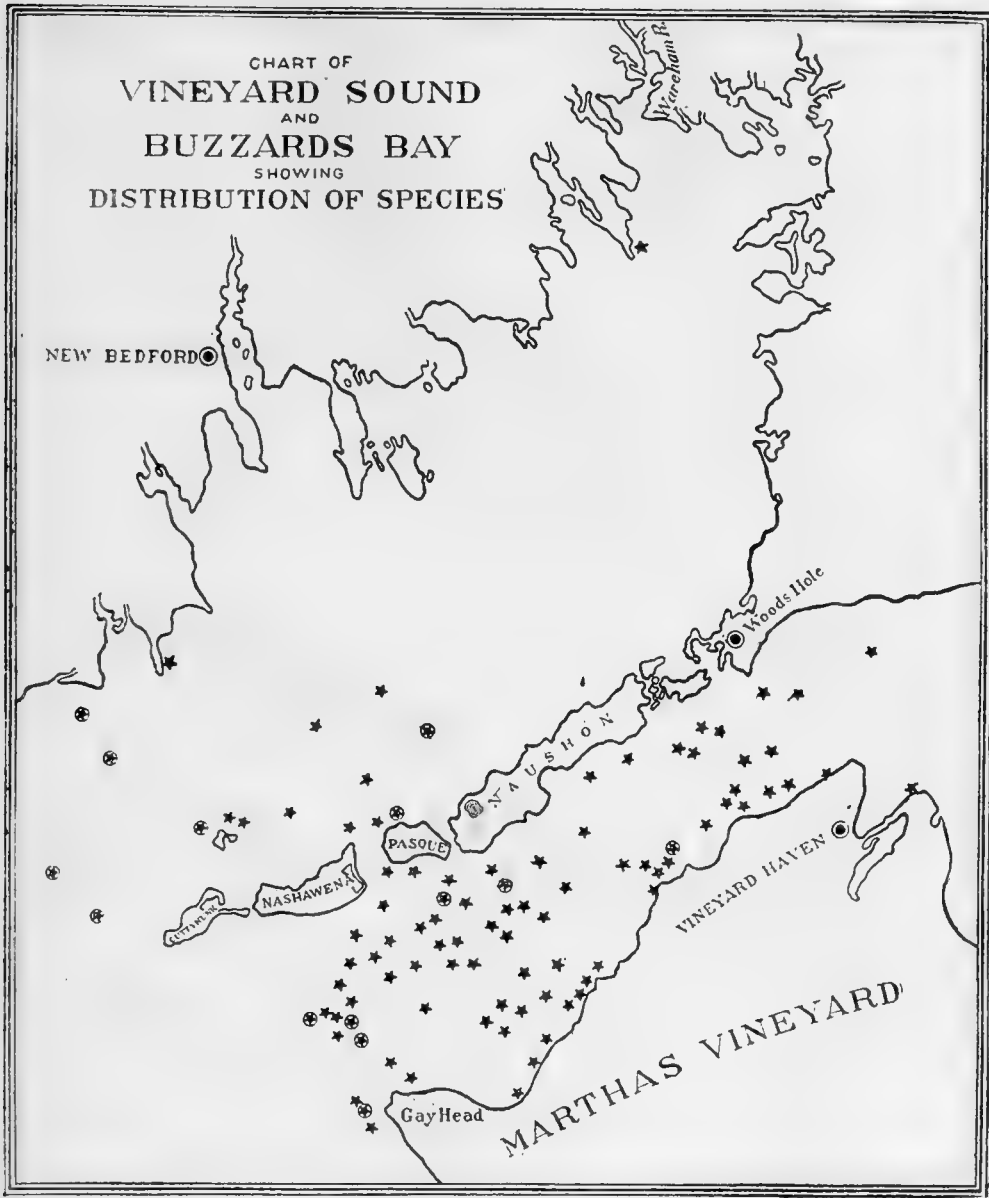 CHART OF
VINEYARD SOUND
AND
BUZZARDS BAY
SHOWING
DISTRIBUTION OF SPECIES
Wareham R.
NEW BEDFORD
Woods Hole
NAUSHON
PASQUE
NASHAWENA
CUTTYHUNK
VINEYARD HAVEN
MARTHAS VINEYARD
Gay Head